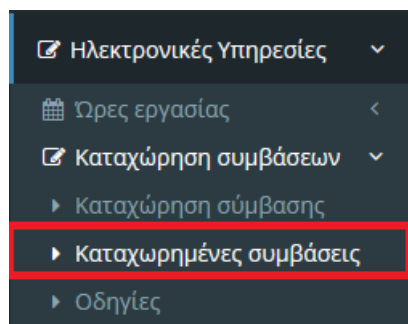 Ηλεκτρονικές Υπηρεσίες
Ώρες εργασίας
Καταχώρηση συμβάσεων
Καταχώρηση σύμβασης
Καταχωρημένες συμβάσεις
Οδηγίες